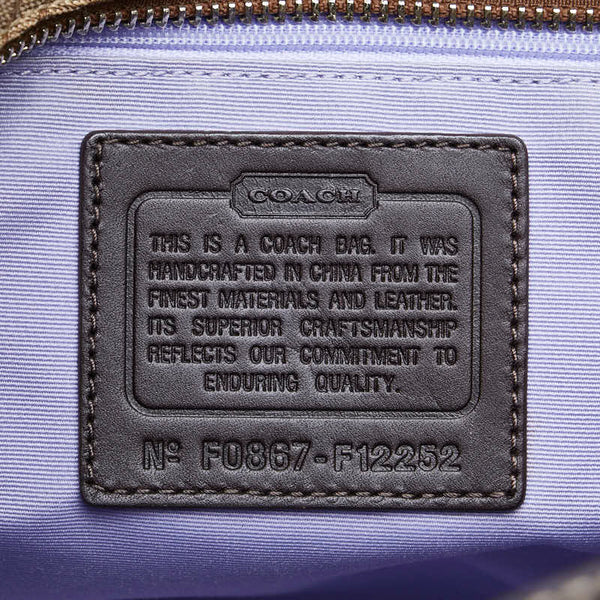 COACH
THIS IS A COACH BAG. IT WAS
HANDCRAFTED IN CHINA FROM THE
FINEST MATERIALS AND LEATHER.
ITS SUPERIOR CRAFTSMANSHIP
REFLECTS OUR COMMITMENT TO
ENDURING QUALITY.
Nº F0867-F12252